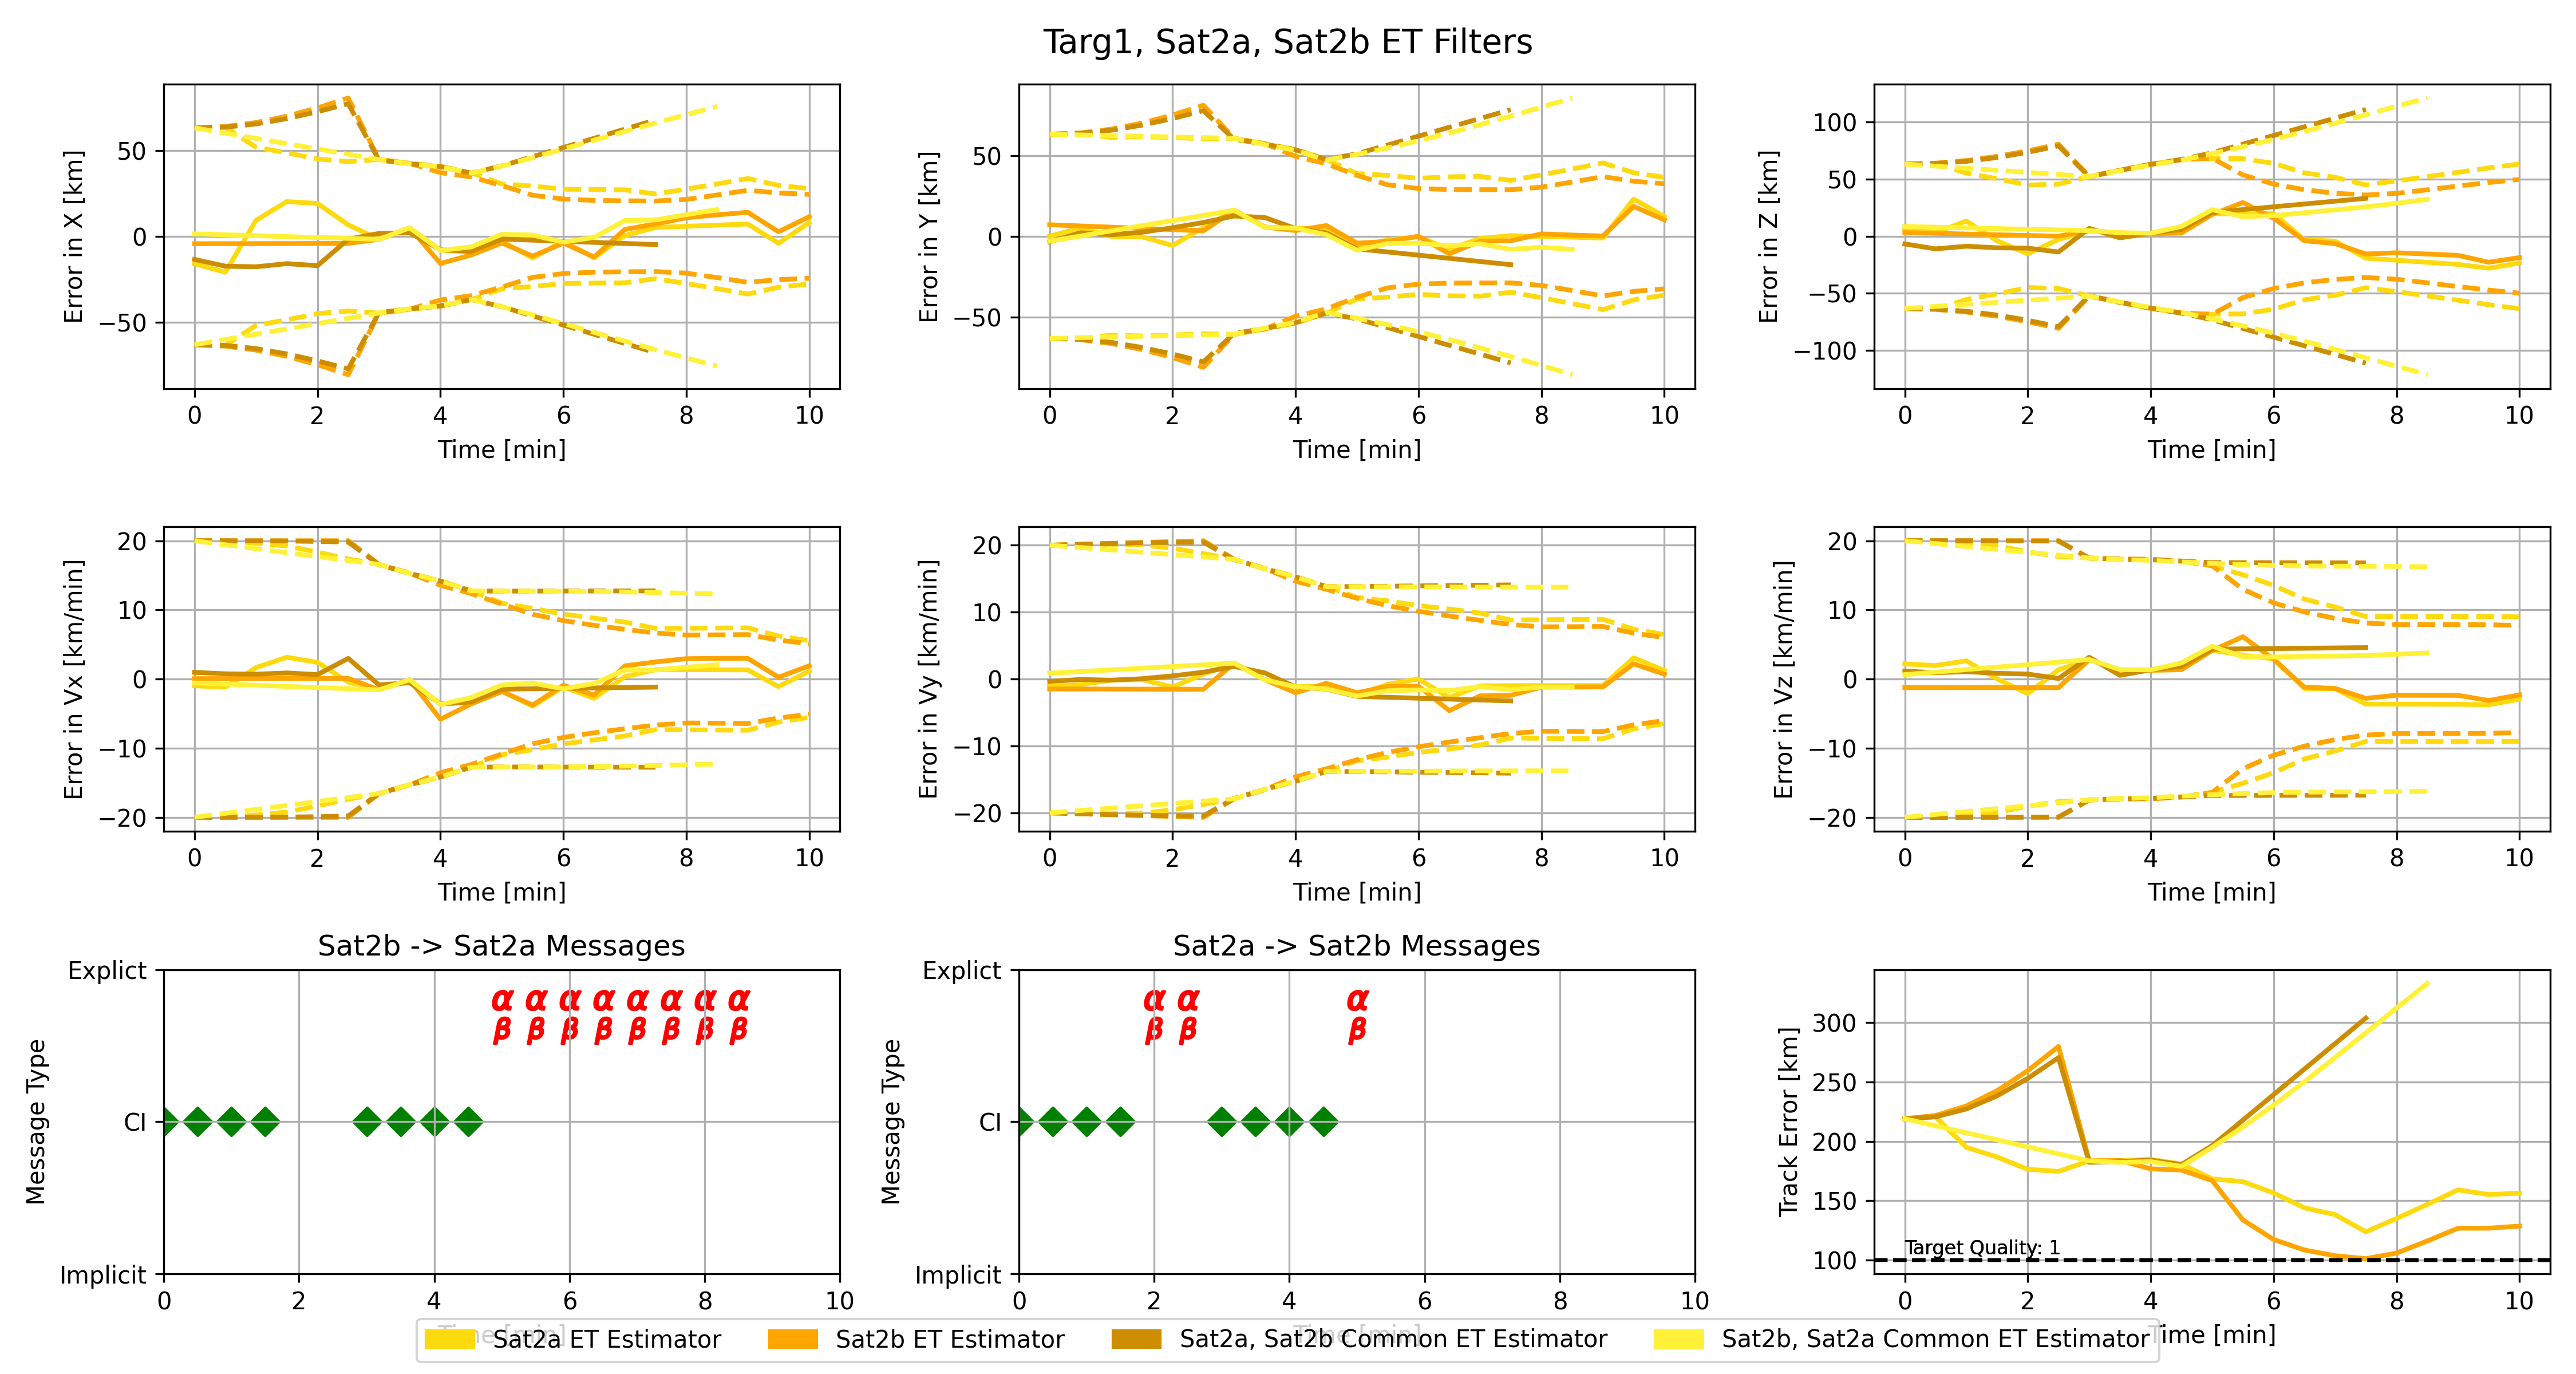 Targ1, Sat2a, Sat2b ET Filters
Error in X [km]
50
0
−50
0 2 4 6 8 10
Time [min]
Error in Y [km]
50
0
−50
0 2 4 6 8 10
Time [min]
Error in Z [km]
100
50
0
−50
−100
0 2 4 6 8 10
Time [min]
Error in Vx [km/min]
20
10
0
−10
−20
0 2 4 6 8 10
Time [min]
Error in Vy [km/min]
20
10
0
−10
−20
0 2 4 6 8 10
Time [min]
Error in Vz [km/min]
20
10
0
−10
−20
0 2 4 6 8 10
Time [min]
Sat2b -> Sat2a Messages
Message Type
Explict
α α α α α α α α
β β β β β β β β
CI
Implicit
0 2 4 6 8 10
Time [min]
Sat2a -> Sat2b Messages
Message Type
Explict
α α α
β β β
CI
Implicit
0 2 4 6 8 10
Time [min]
Track Error [km]
300
250
200
150
100
Target Quality: 1
0 2 4 6 8 10
Time [min]
Sat2a ET Estimator Sat2b ET Estimator Sat2a, Sat2b Common ET Estimator Sat2b, Sat2a Common ET Estimator